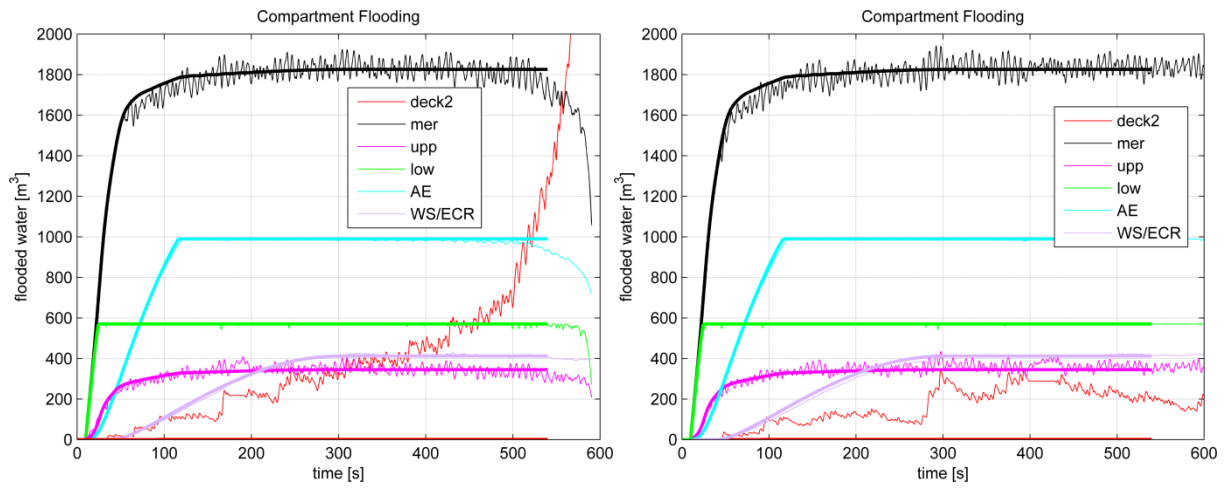 Compartment Flooding
2000
1800
1600
1400
1200
1000
800
600
400
200
0
flooded water [m³]
deck2
mer
upp
low
AE
WS/ECR
0 100 200 300 400 500 600
time [s]
Compartment Flooding
2000
1800
1600
1400
1200
1000
800
600
400
200
0
flooded water [m³]
deck2
mer
upp
low
AE
WS/ECR
0 100 200 300 400 500 600
time [s]